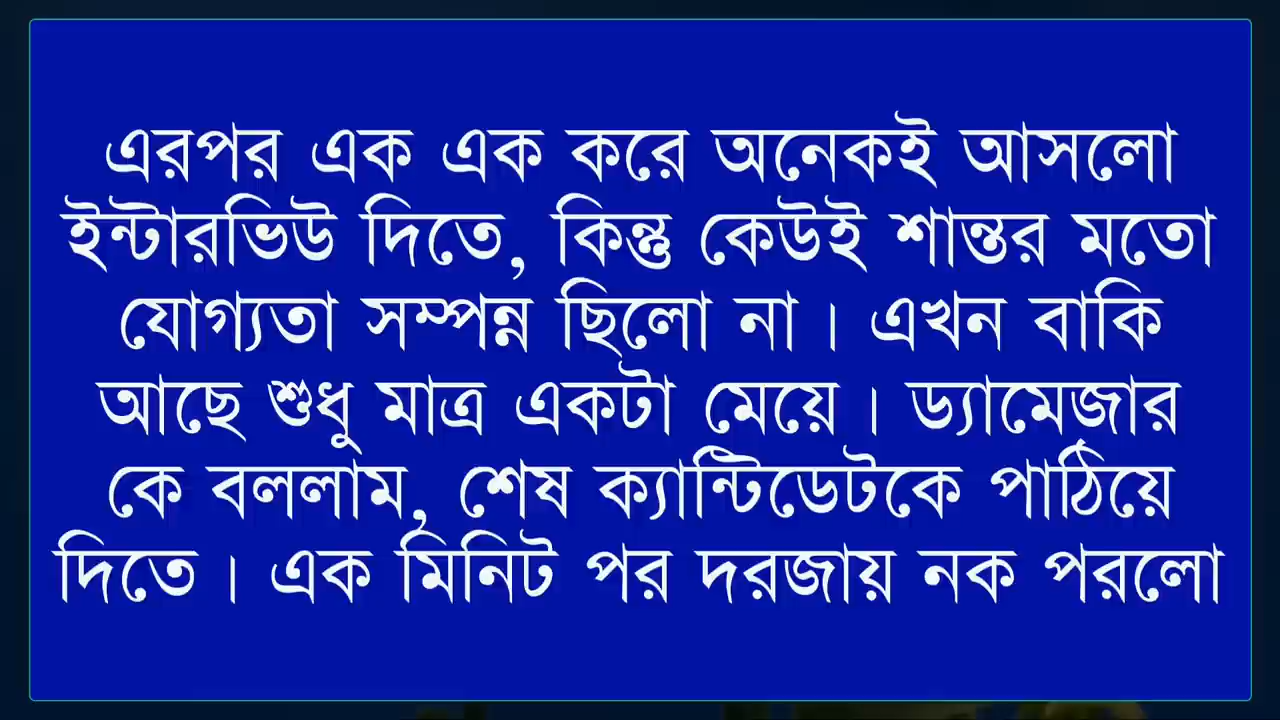 এরপর এক এক করে অনেকই আসলো
ইন্টারভিউ দিতে, কিন্তু কেউই শান্তর মতো
যোগ্যতা সম্পন্ন ছিলো না। এখন বাকি
আছে শুধু মাত্র একটা মেয়ে। ড্যামেজার
কে বললাম, শেষ ক্যান্টিডেটকে পাঠিয়ে
দিতে। এক মিনিট পর দরজায় নক পরলো